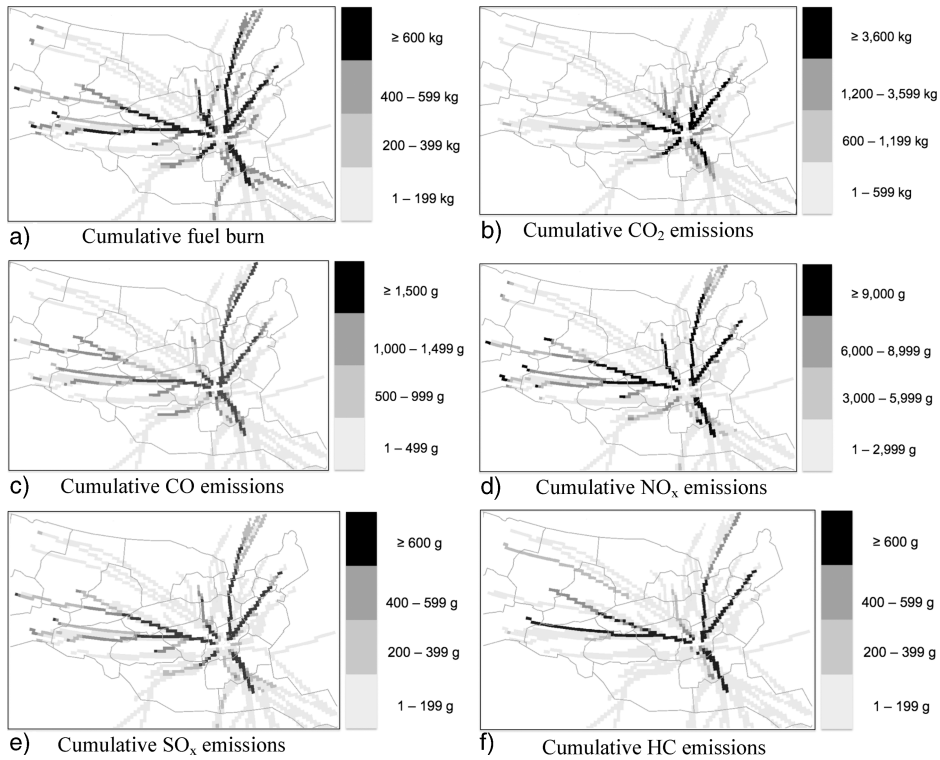 ≥ 600 kg
400 – 599 kg
200 – 399 kg
1 – 199 kg
a)
Cumulative fuel burn
≥ 3,600 kg
1,200 – 3,599 kg
600 – 1,199 kg
1 – 599 kg
b)
Cumulative CO₂ emissions
≥ 1,500 g
1,000 – 1,499 g
500 – 999 g
1 – 499 g
c)
Cumulative CO emissions
≥ 9,000 g
6,000 – 8,999 g
3,000 – 5,999 g
1 – 2,999 g
d)
Cumulative NOₓ emissions
≥ 600 g
400 – 599 g
200 – 399 g
1 – 199 g
e)
Cumulative SOₓ emissions
≥ 600 g
400 – 599 g
200 – 399 g
1 – 199 g
f)
Cumulative HC emissions